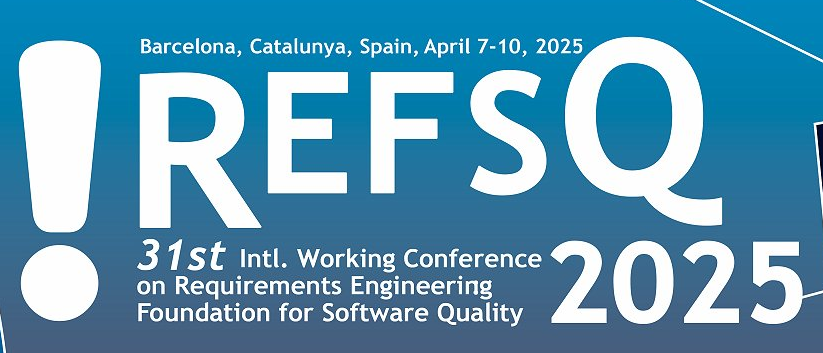 Barcelona, Catalunya, Spain, April 7-10, 2025
!REFSQ
31st Intl. Working Conference
on Requirements Engineering
Foundation for Software Quality
2025